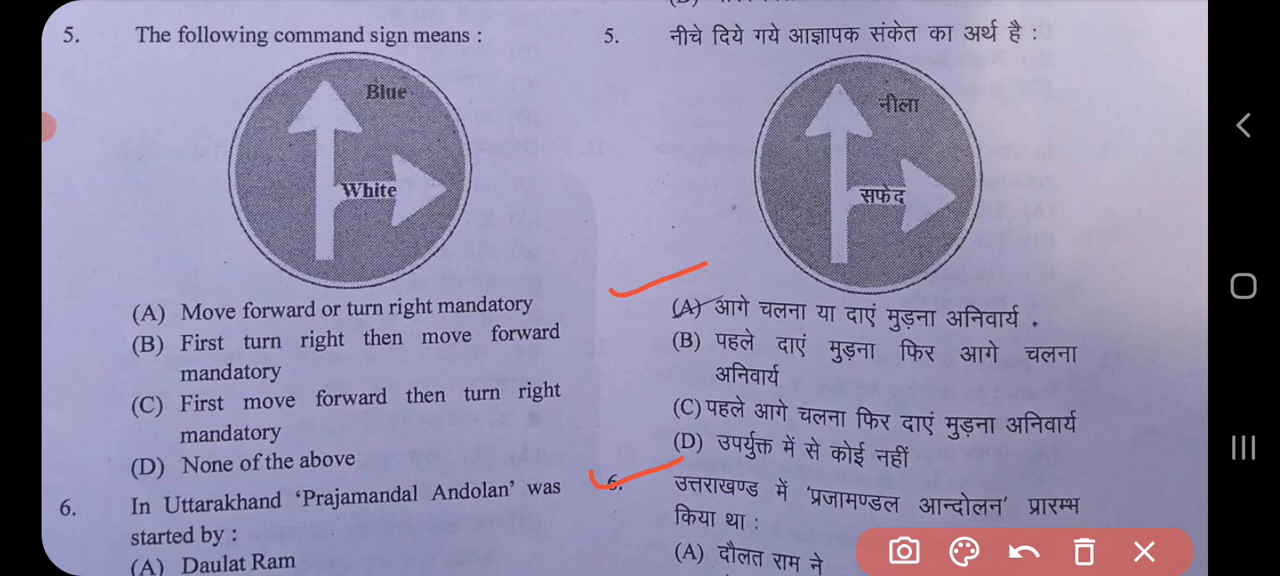 5. The following command sign means :
Blue
White
(A) Move forward or turn right mandatory
(B) First turn right then move forward
mandatory
(C) First move forward then turn right
mandatory
(D) None of the above
6. In Uttarakhand ‘Prajamandal Andolan’ was
started by :
(A) Daulat Ram
5. नीचे दिये गये आज्ञापक संकेत का अर्थ है :
नीला
सफेद
(A) आगे चलना या दाएं मुड़ना अनिवार्य .
(B) पहले दाएं मुड़ना फिर आगे चलना
अनिवार्य
(C) पहले आगे चलना फिर दाएं मुड़ना अनिवार्य
(D) उपर्युक्त में से कोई नहीं
6. उत्तराखण्ड में ‘प्रजामण्डल आन्दोलन’ प्रारम्भ
किया था :
(A) दौलत राम ने